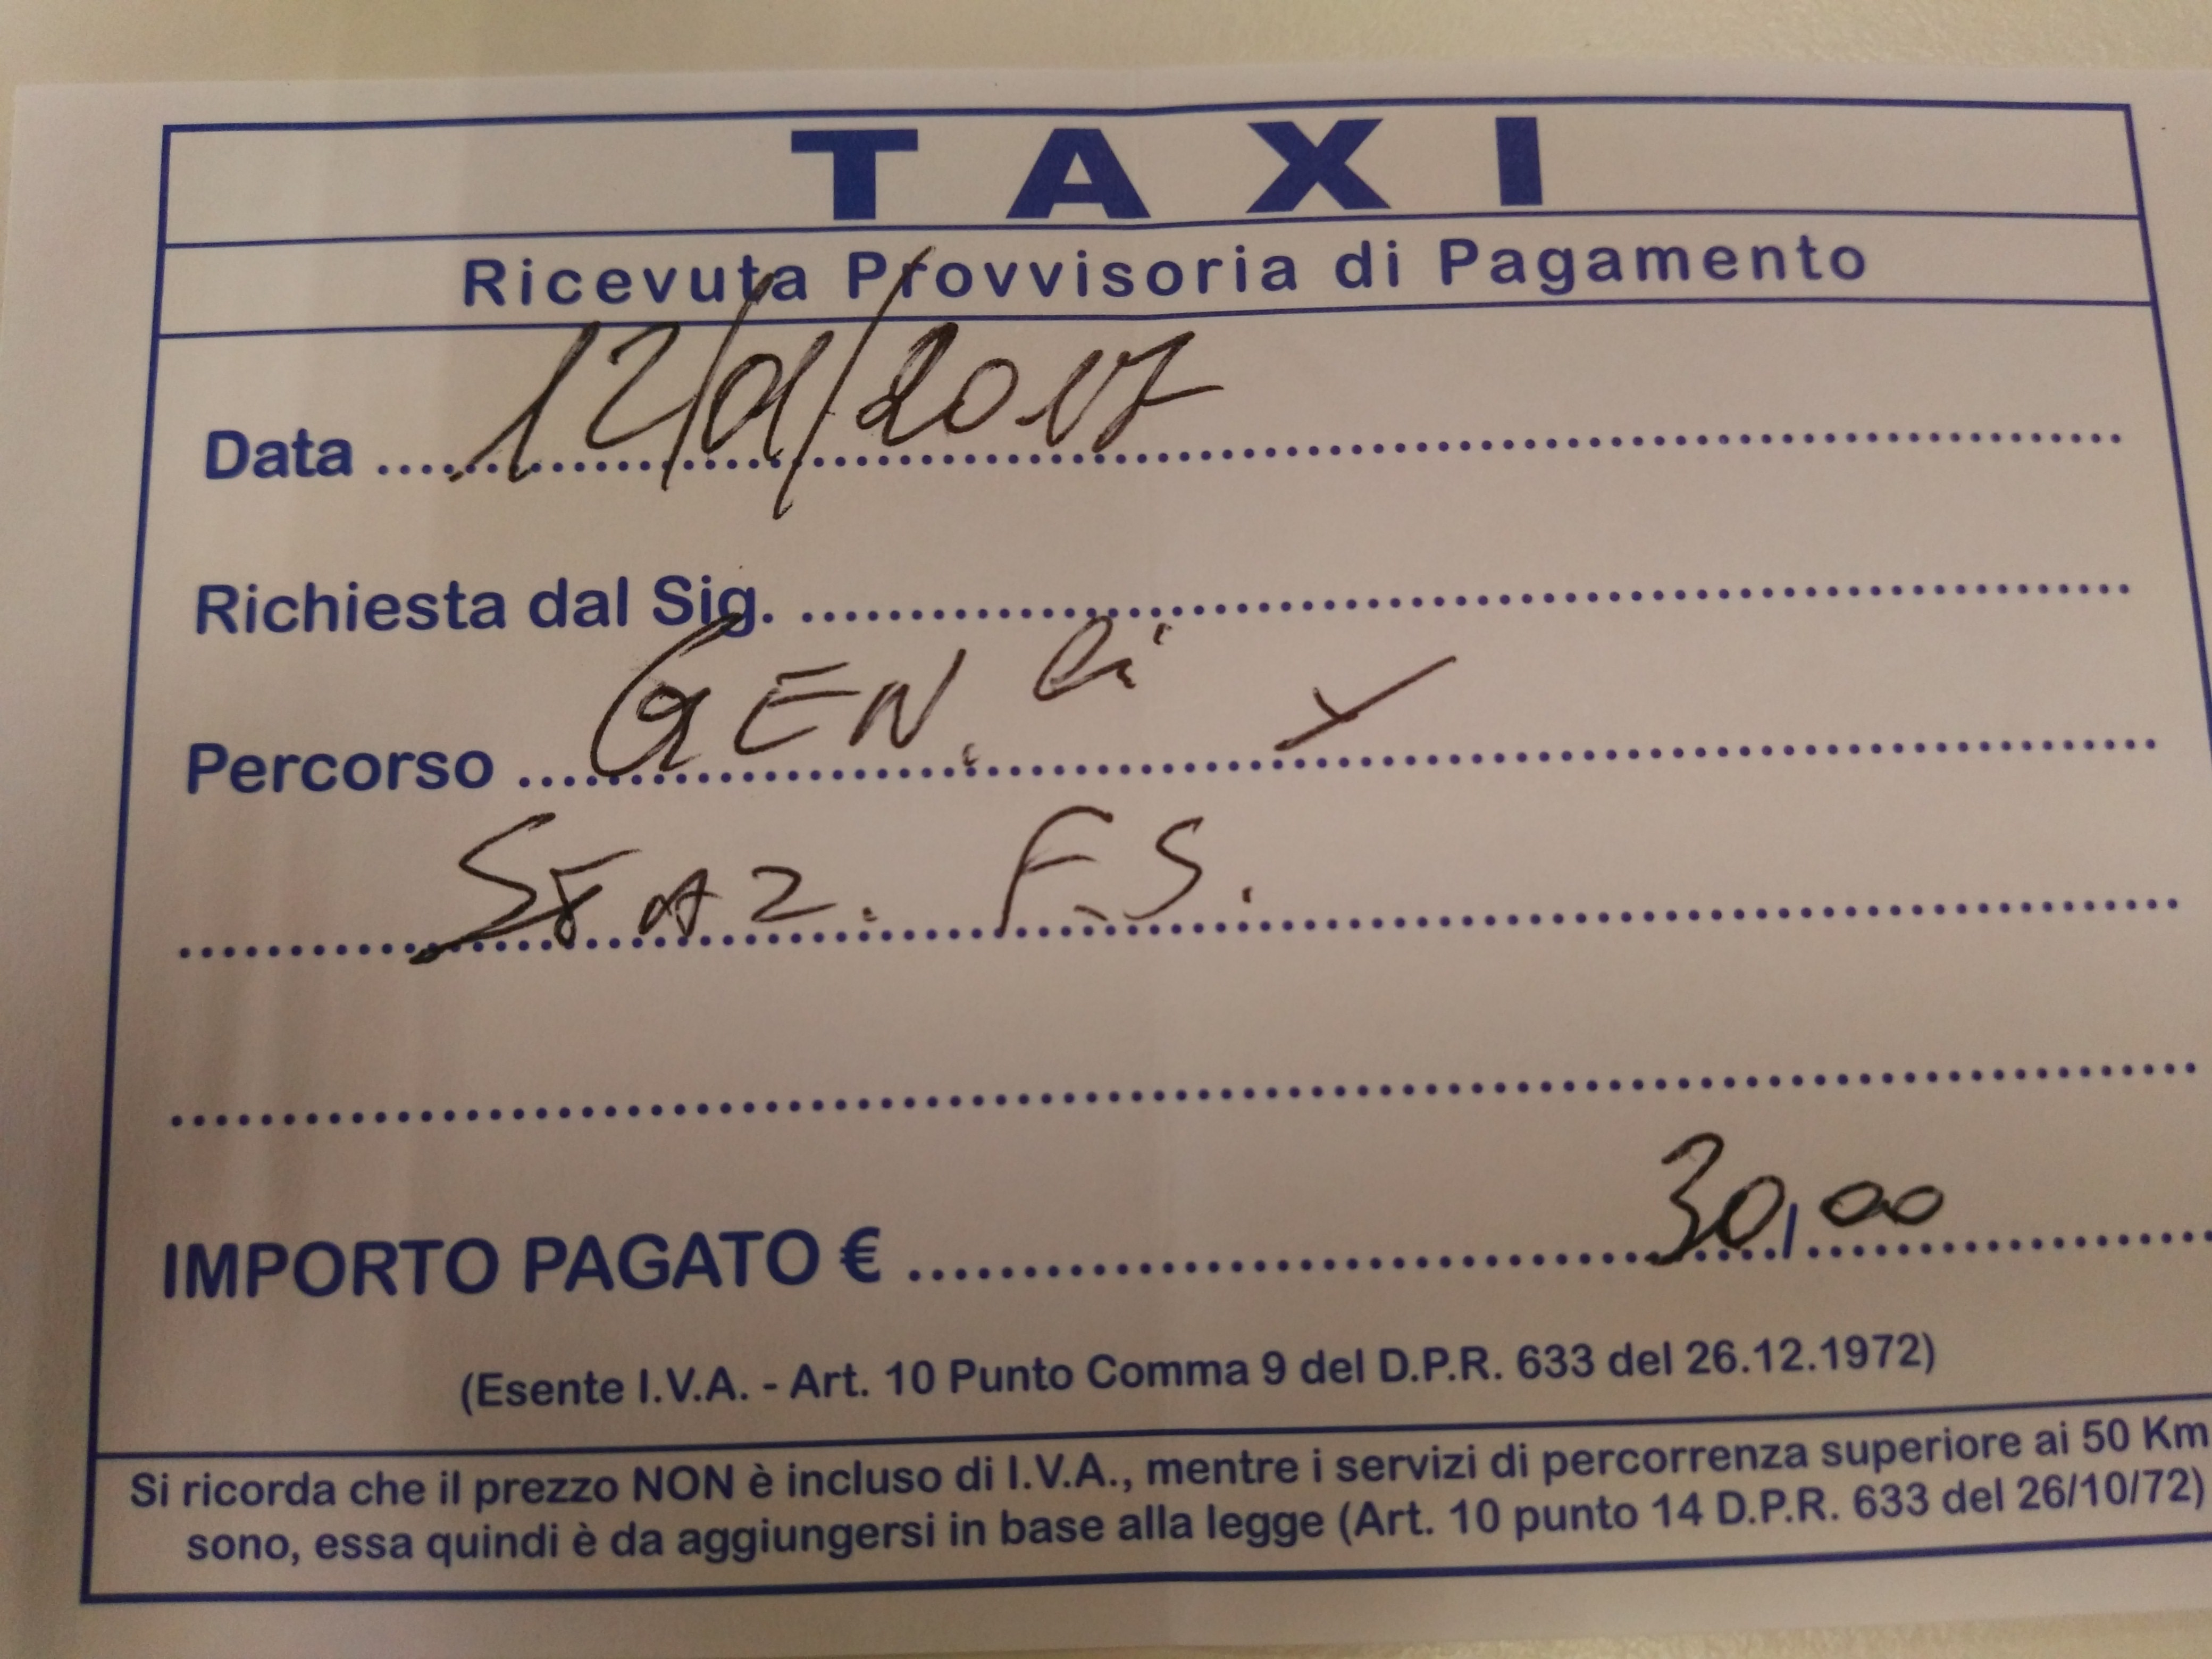 TAXI
Ricevuta Provvisoria di Pagamento
Data 12/01/2017
Richiesta dal Sig.
Percorso GEN. li
STAZ. F.S.
IMPORTO PAGATO € 30,00
(Esente I.V.A. - Art. 10 Punto Comma 9 del D.P.R. 633 del 26.12.1972)
Si ricorda che il prezzo NON è incluso di I.V.A., mentre i servizi di percorrenza superiore ai 50 Km
sono, essa quindi è da aggiungersi in base alla legge (Art. 10 punto 14 D.P.R. 633 del 26/10/72)